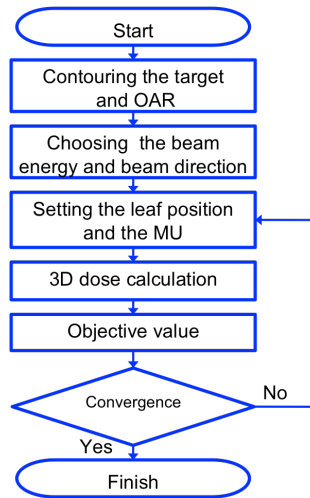 Start
Contouring the target
and OAR
Choosing the beam
energy and beam direction
Setting the leaf position
and the MU
3D dose calculation
Objective value
Convergence
No
Yes
Finish